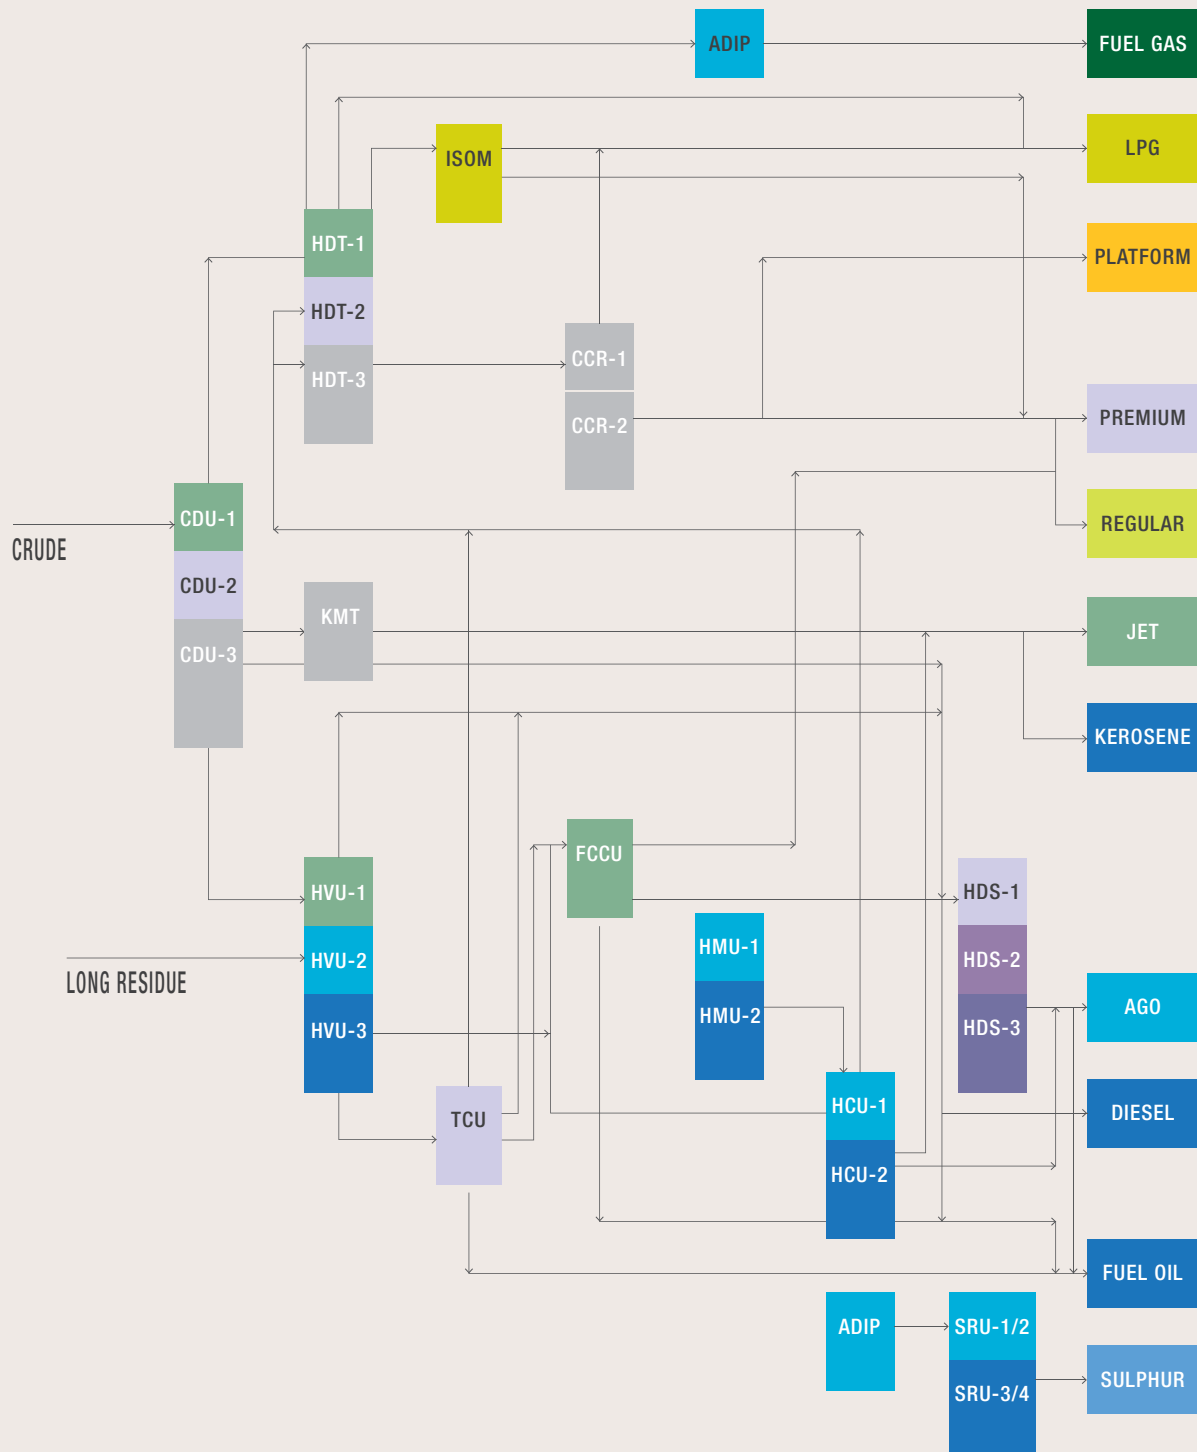 ADIP
FUEL GAS
ISOM
LPG
HDT-1
PLATFORM
HDT-2
CCR-1
HDT-3
PREMIUM
CCR-2
CDU-1
REGULAR
CRUDE
CDU-2
KMT
JET
CDU-3
KEROSENE
FCCU
HVU-1
HDS-1
HMU-1
HVU-2
HDS-2
LONG RESIDUE
AGO
HMU-2
HVU-3
HDS-3
HCU-1
DIESEL
TCU
HCU-2
FUEL OIL
ADIP
SRU-1/2
SULPHUR
SRU-3/4